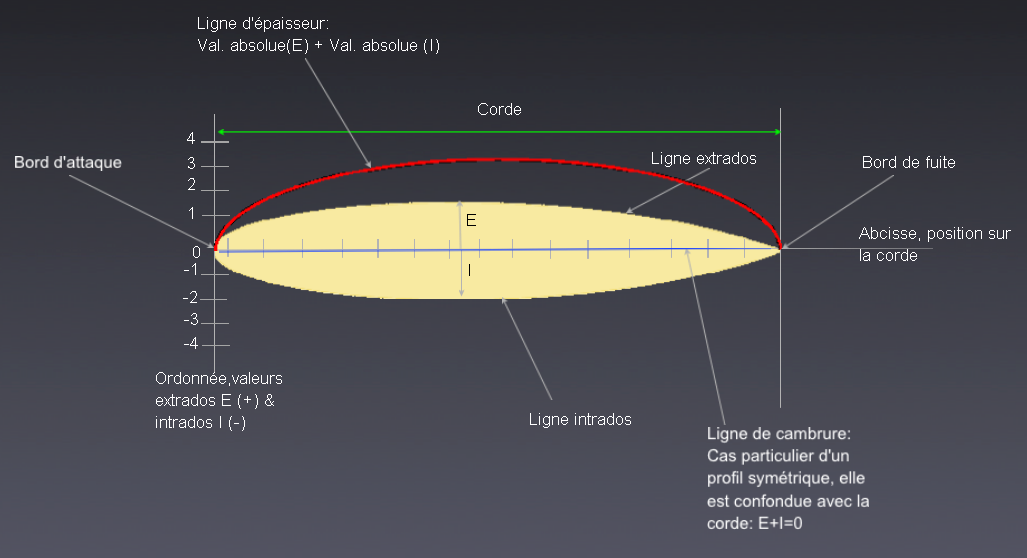 Ligne d'épaisseur:
Val. absolue(E) + Val. absolue (I)
Corde
4
3
2
1
0
-1
-2
-3
-4
Bord d'attaque
Ligne extrados
Bord de fuite
E
I
Abcisse, position sur
la corde
Ordonnée,valeurs
extrados E (+) &
intrados I (-)
Ligne intrados
Ligne de cambrure:
Cas particulier d'un
profil symétrique, elle
est confondue avec la
corde: E+I=0